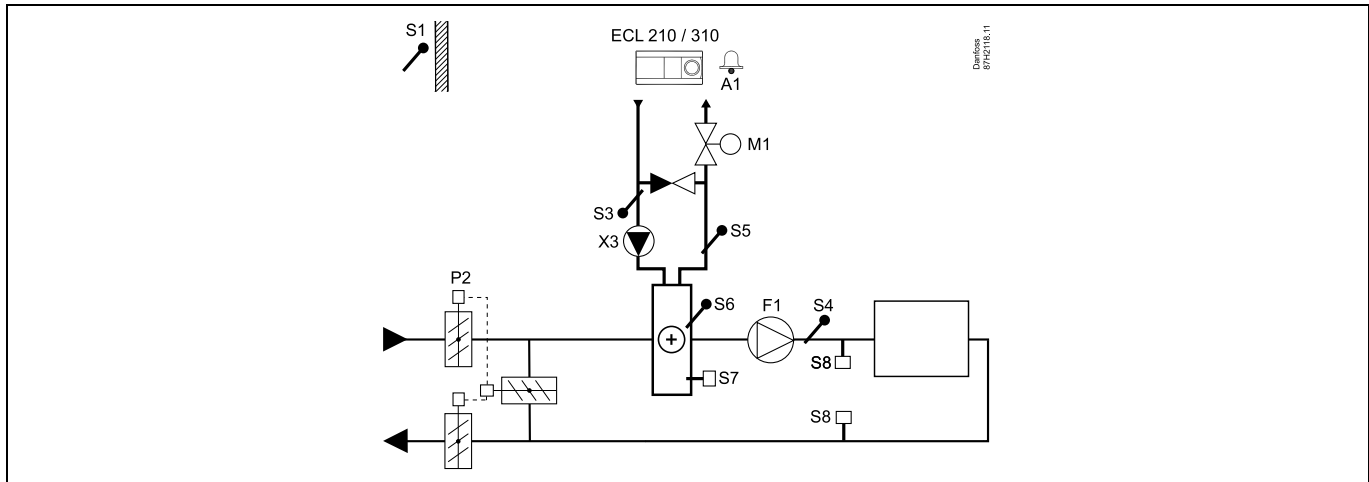 S1
ECL 210 / 310
A1
Danfoss
87H2118.11
M1
S3
S5
X3
P2
S6
F1
S4
S8
S7
S8